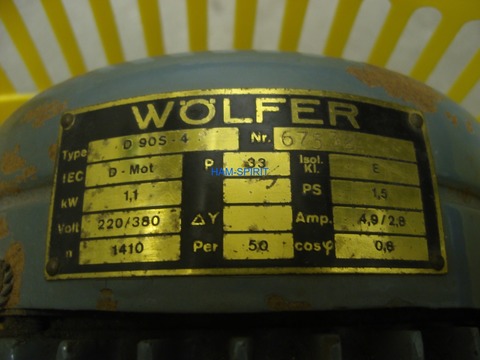 WÖLFER
Type D 90S - 4 Nr.
IEC D - Mot P 33 Isol. Kl. E
HAM-SPIRIT
kW 1,1 PS 1,5
Volt 220/380 Δ Y Amp. 4,9/2,8
n 1410 Per 50 cosφ 0,8